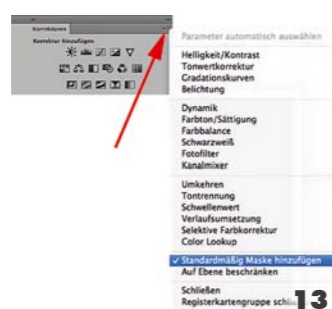 Korrekturen
Korrektur hinzufügen
Parameter automatisch auswählen
Helligkeit/Kontrast
Tonwertkorrektur
Gradationskurven
Belichtung
Dynamik
Farbton/Sättigung
Farbbalance
Schwarzweiß
Fotofilter
Kanalmixer
Umkehren
Tontrennung
Schwellenwert
Verlaufsumsetzung
Selektive Farbkorrektur
Color Lookup
✓ Standardmäßig Maske hinzufügen
Auf Ebene beschränken
Schließen
Registerkartengruppe
13